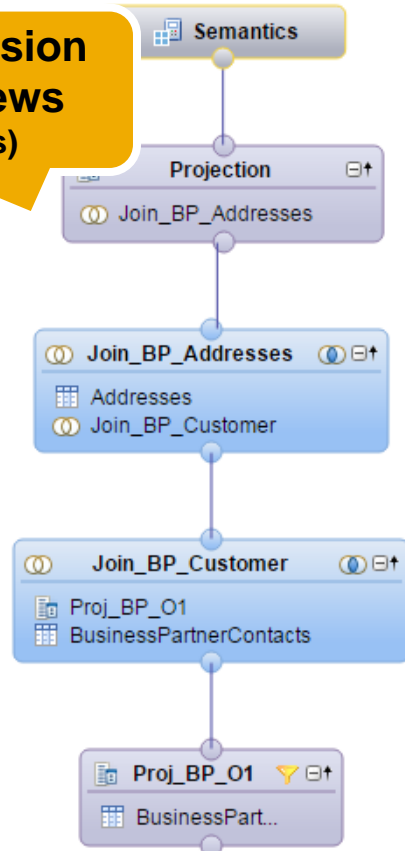 sion
ews
s)
Semantics
Projection
Join_BP_Addresses
Join_BP_Addresses
Addresses
Join_BP_Customer
Join_BP_Customer
Proj_BP_O1
BusinessPartnerContacts
Proj_BP_O1
BusinessPart...